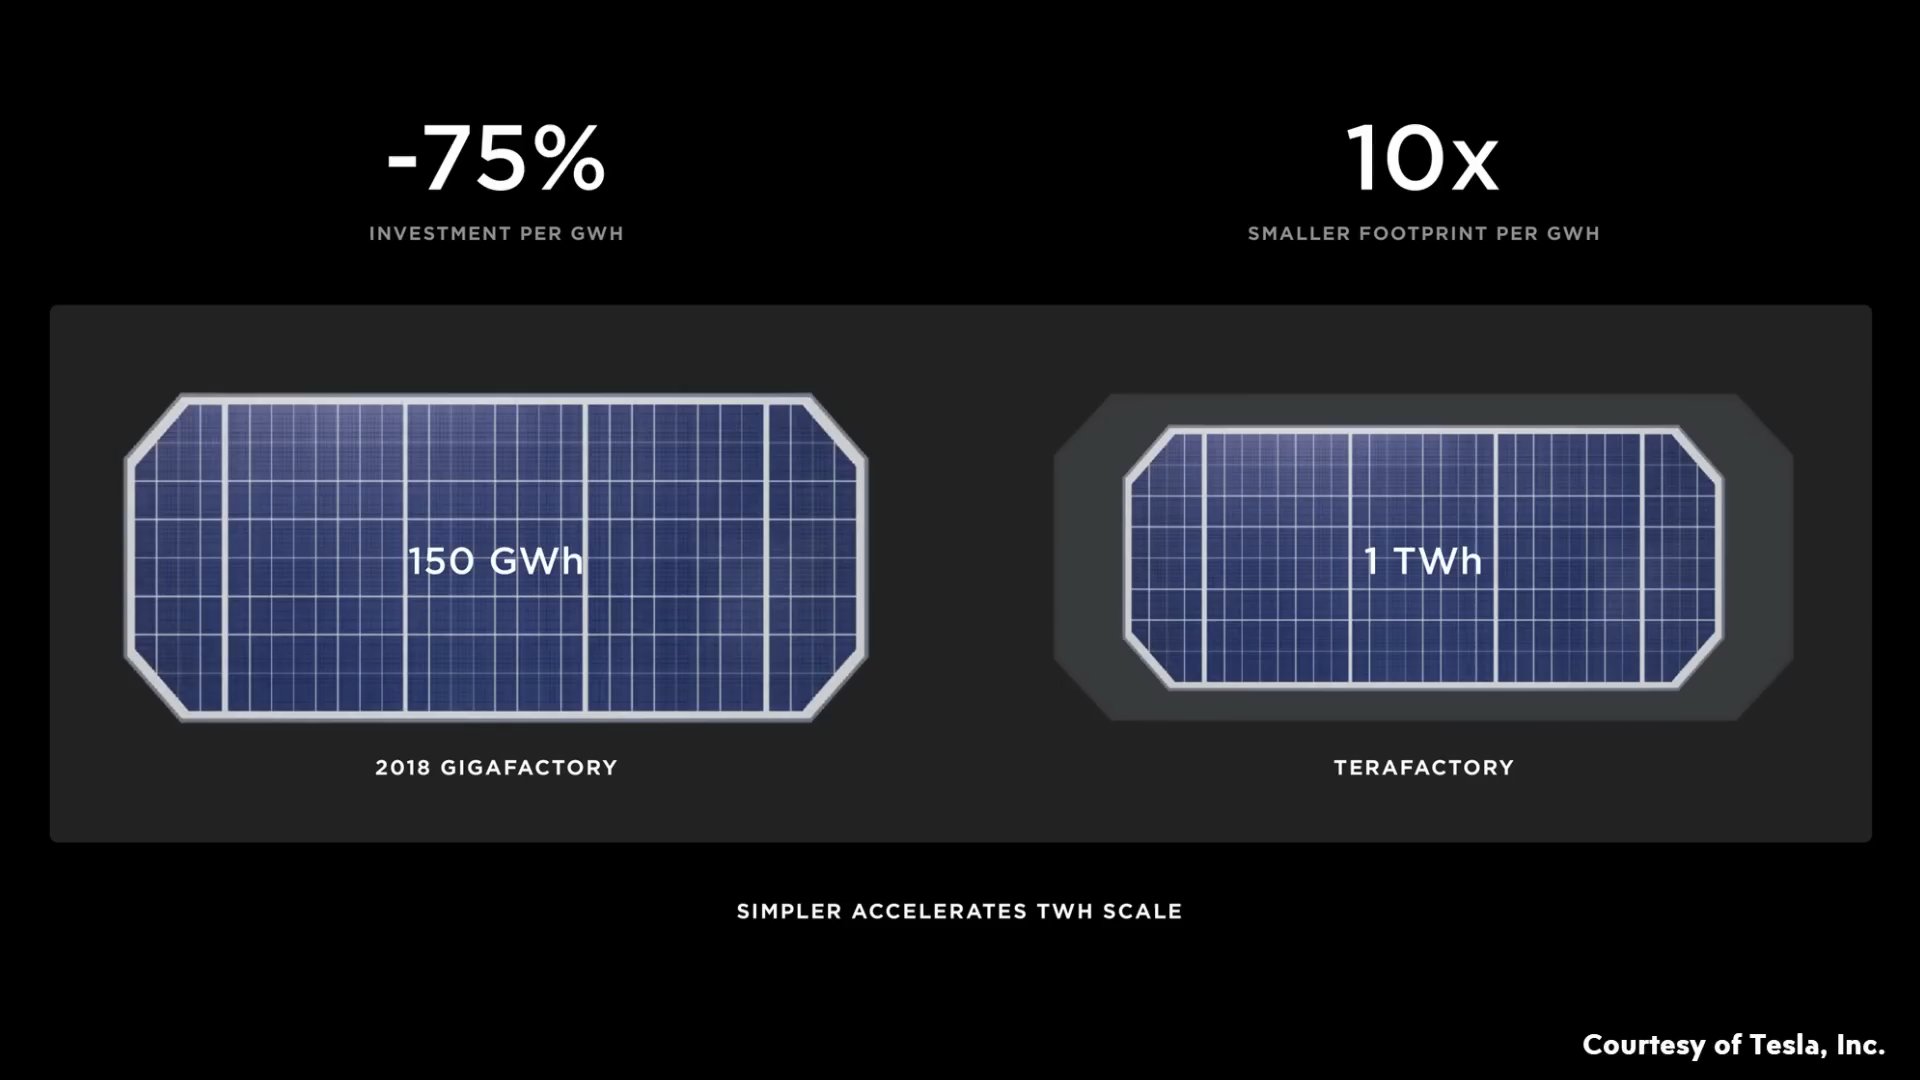 -75%
INVESTMENT PER GWH
10x
SMALLER FOOTPRINT PER GWH
150 GWh
2018 GIGAFACTORY
1 TWh
TERAFACTORY
SIMPLER ACCELERATES TWH SCALE
Courtesy of Tesla, Inc.